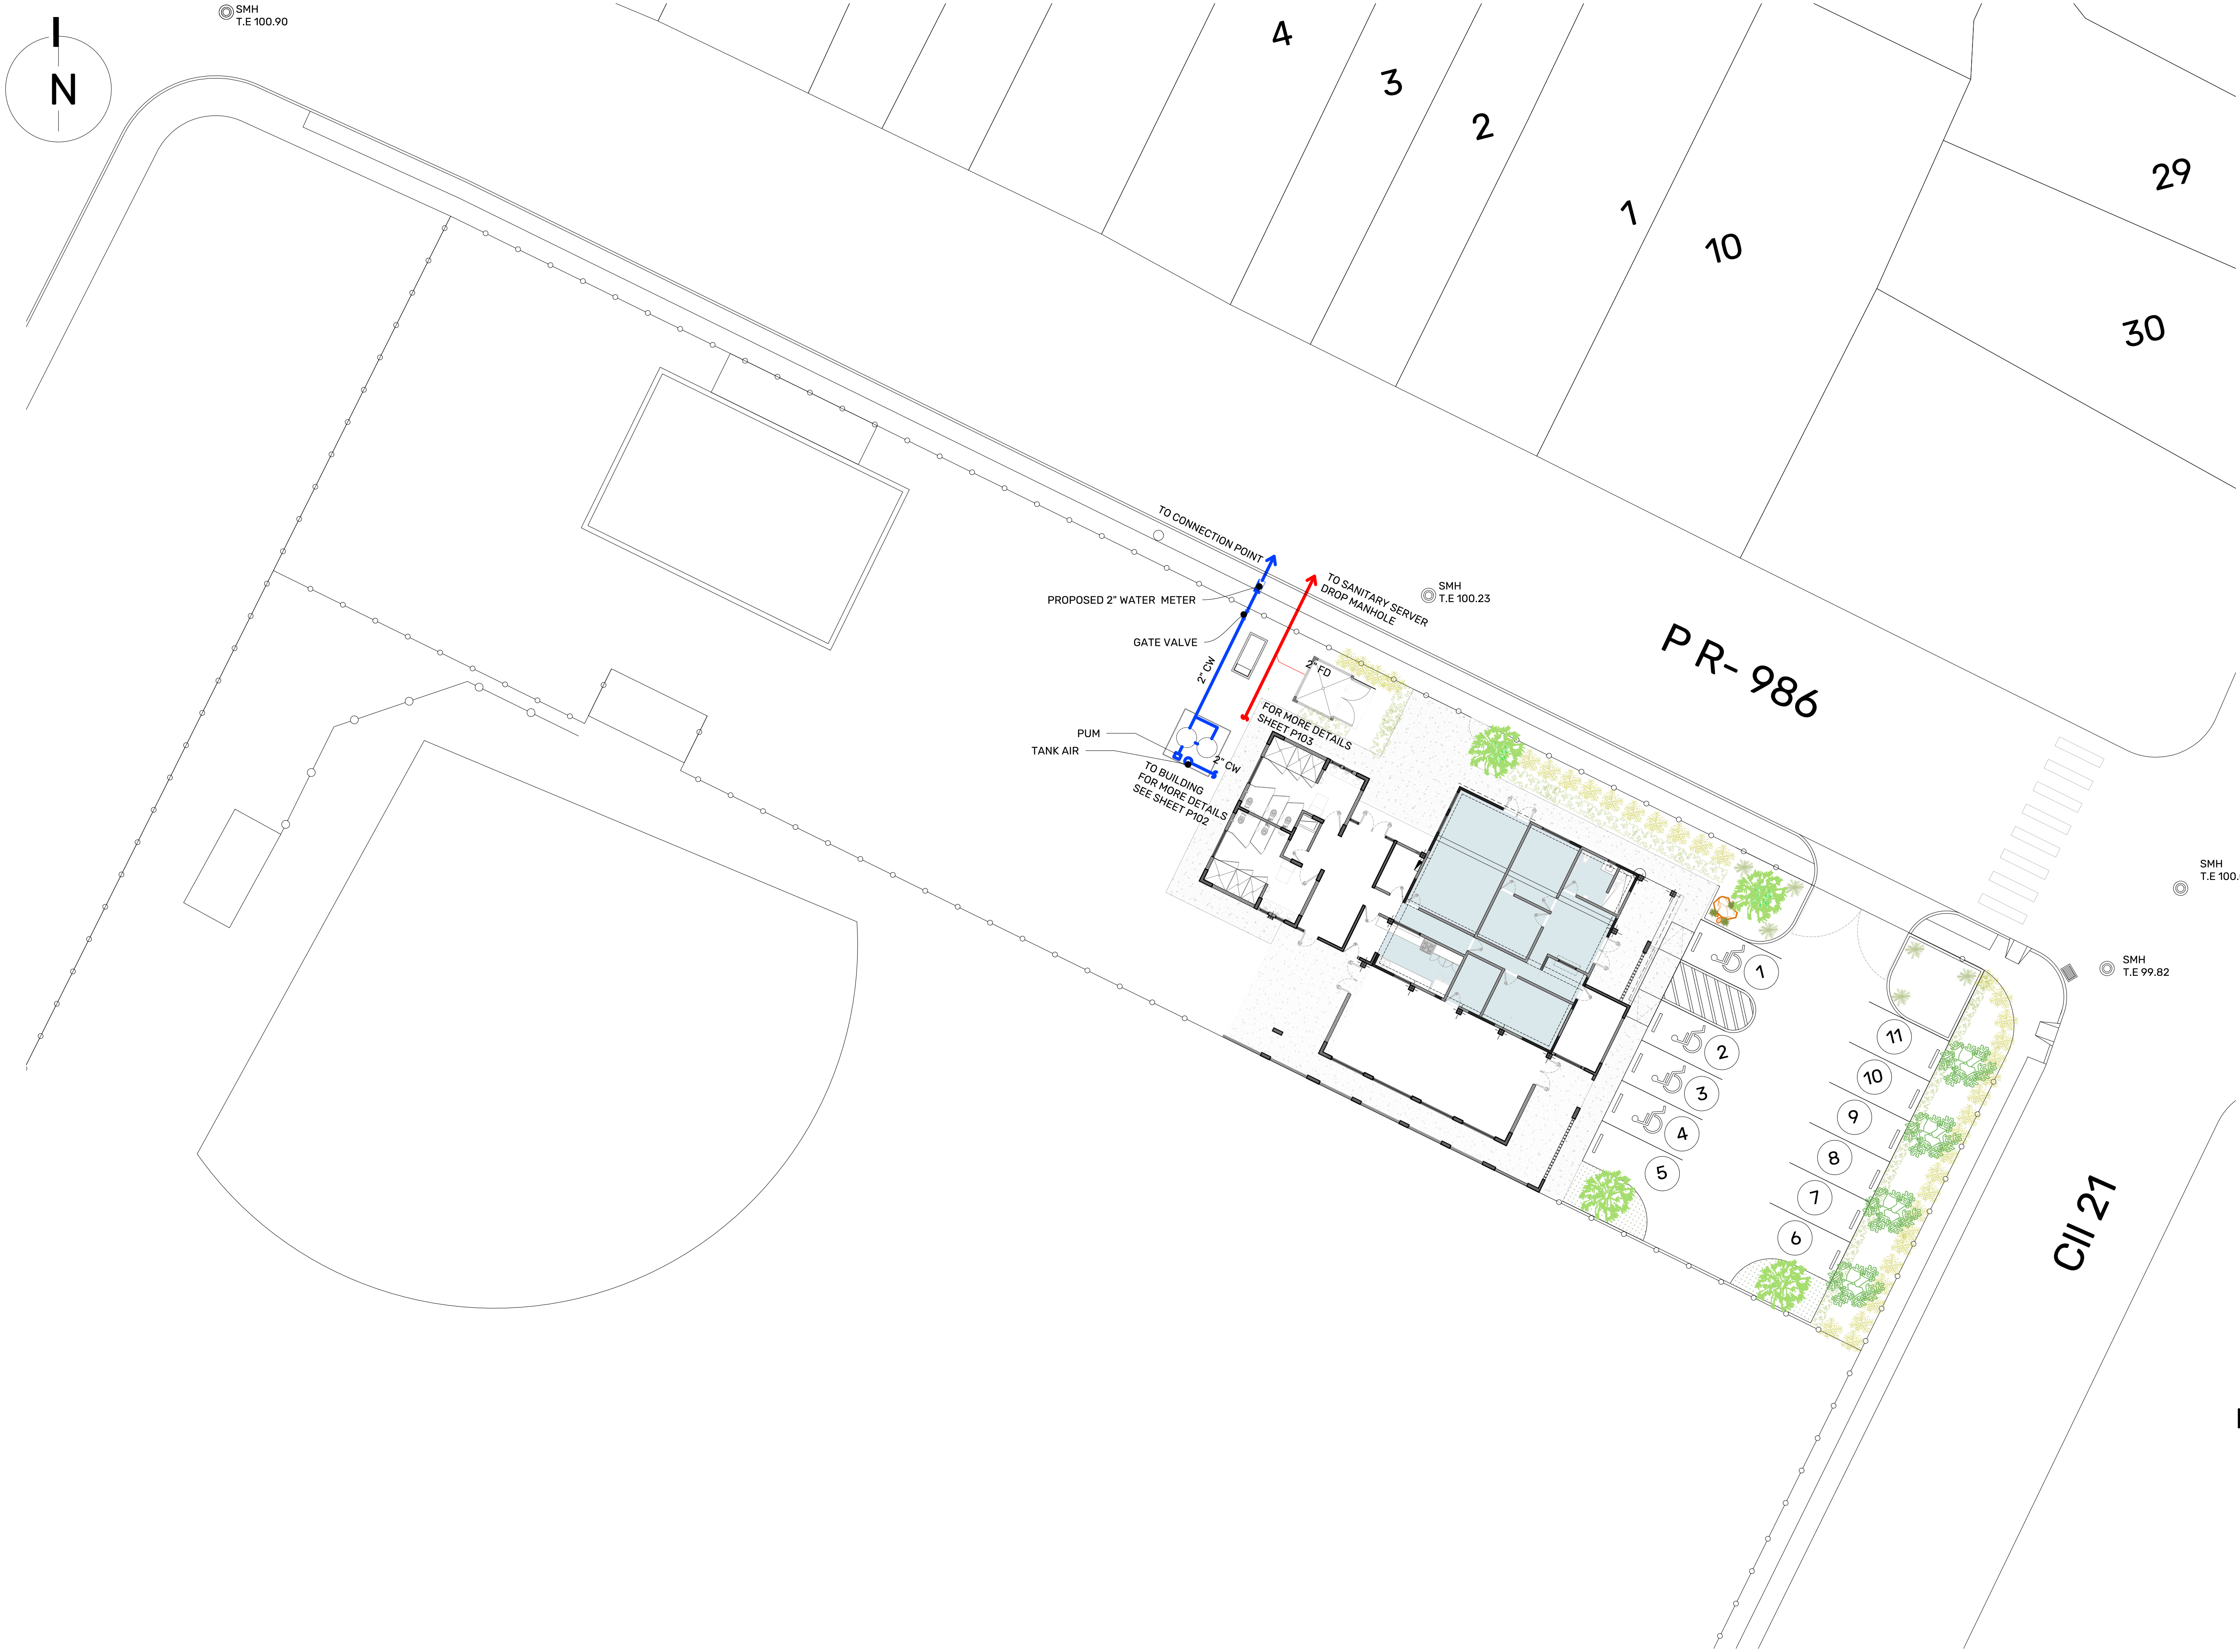 SMH
T.E 100.90
N
4
3
2
1
10
29
30
TO CONNECTION POINT
PROPOSED 2" WATER METER
GATE VALVE
2" CW
TO SANITARY SERVER
DROP MANHOLE
SMH
T.E 100.23
2" FD
FOR MORE DETAILS
SHEET P103
PUM
TANK AIR
2" CW
TO BUILDING
FOR MORE DETAILS
SEE SHEET P102
P R- 986
SMH
T.E 100.
SMH
T.E 99.82
1
2
3
4
5
11
10
9
8
7
6
Cll 21